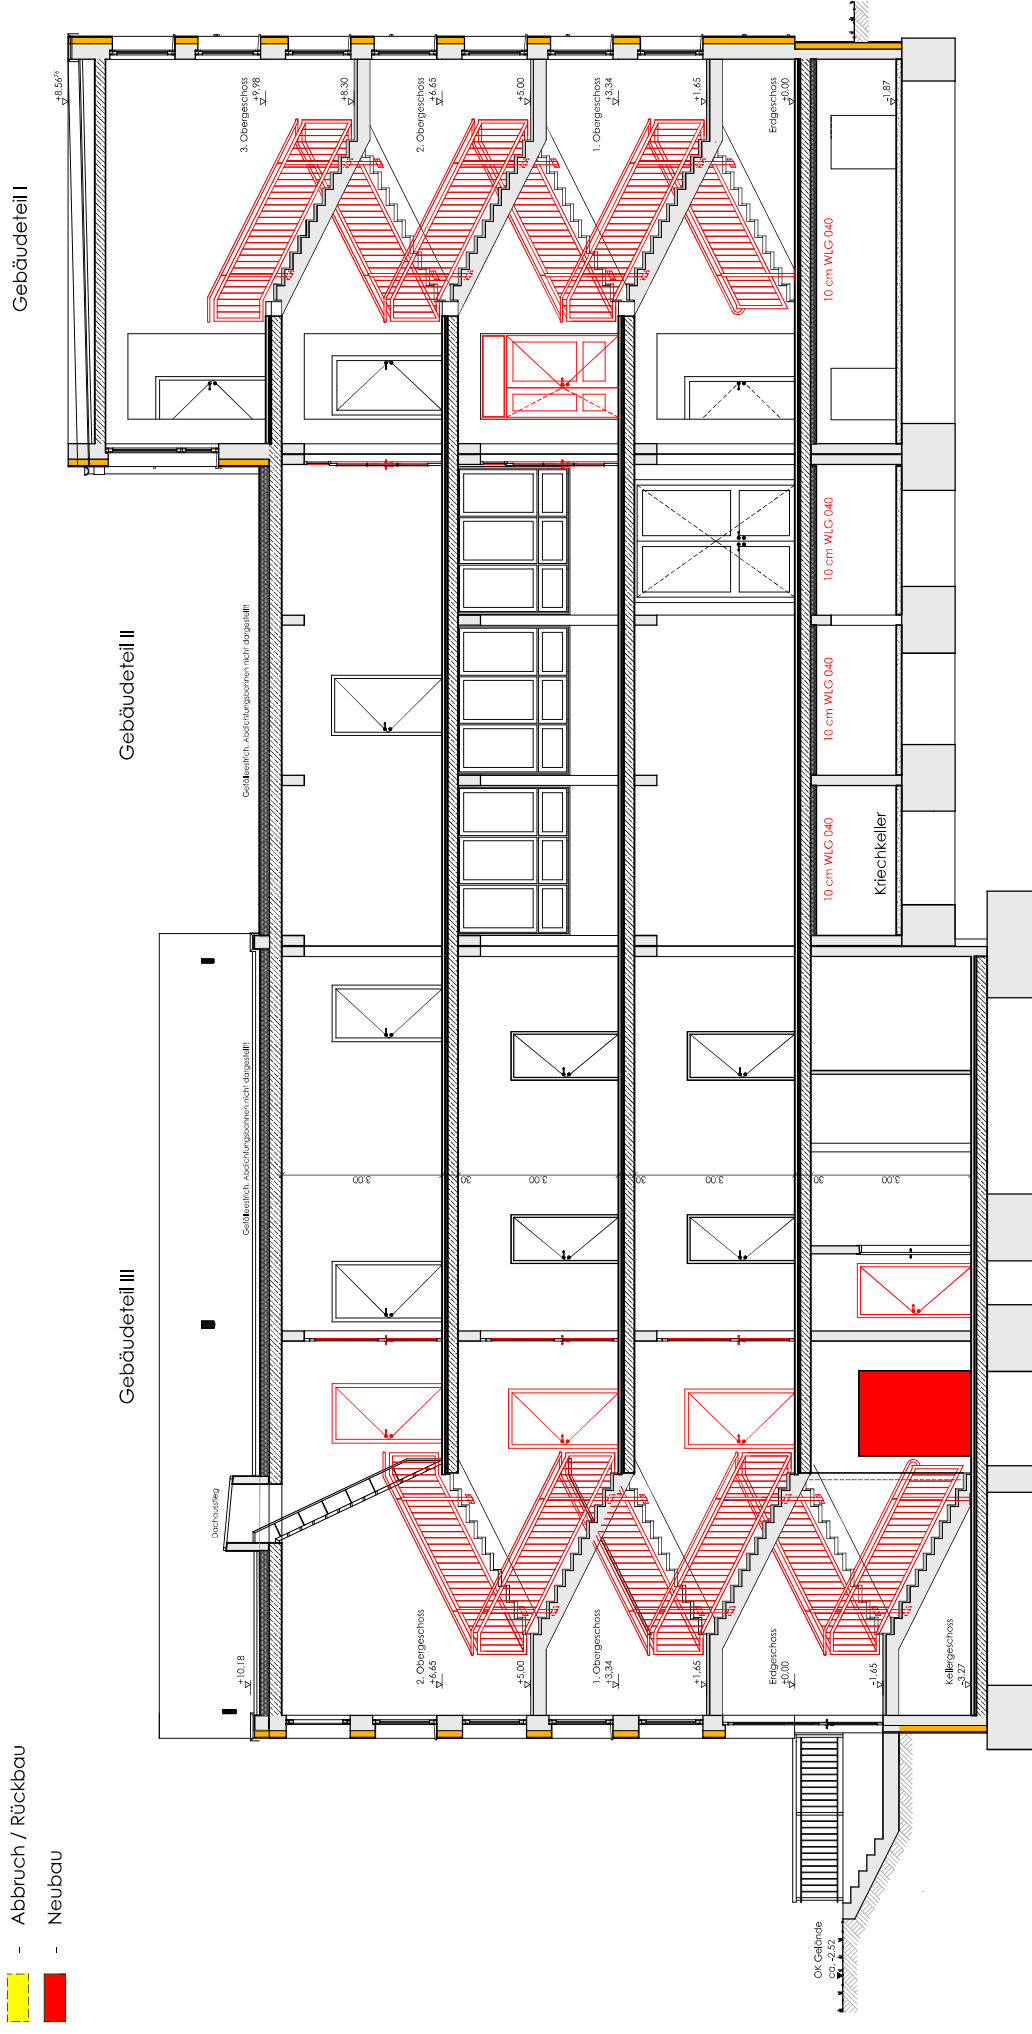 Abbruch / Rückbau
Neubau
Gebäudeteil III
Gebäudeteil II
Gebäudeteil I
+8,56⁷⁶
3. Obergeschoss
+9,98
+8,30
2. Obergeschoss
+6,65
+5,00
1. Obergeschoss
+3,34
+1,65
Erdgeschoss
±0,00
-1,87
Gefälleestrich, Abdichtungsbahnen nicht dargestellt!
Gefälleestrich, Abdichtungsbahnen nicht dargestellt!
Dachausstieg
+10,18
2. Obergeschoss
+6,65
+5,00
1. Obergeschoss
+3,34
+1,65
Erdgeschoss
±0,00
-1,65
Kellergeschoss
-3,27
3.00
30
3.00
30
3.00
30
3.00
10 cm WLG 040
10 cm WLG 040
10 cm WLG 040
10 cm WLG 040
Kriechkeller
OK Gelände
ca. -2,52